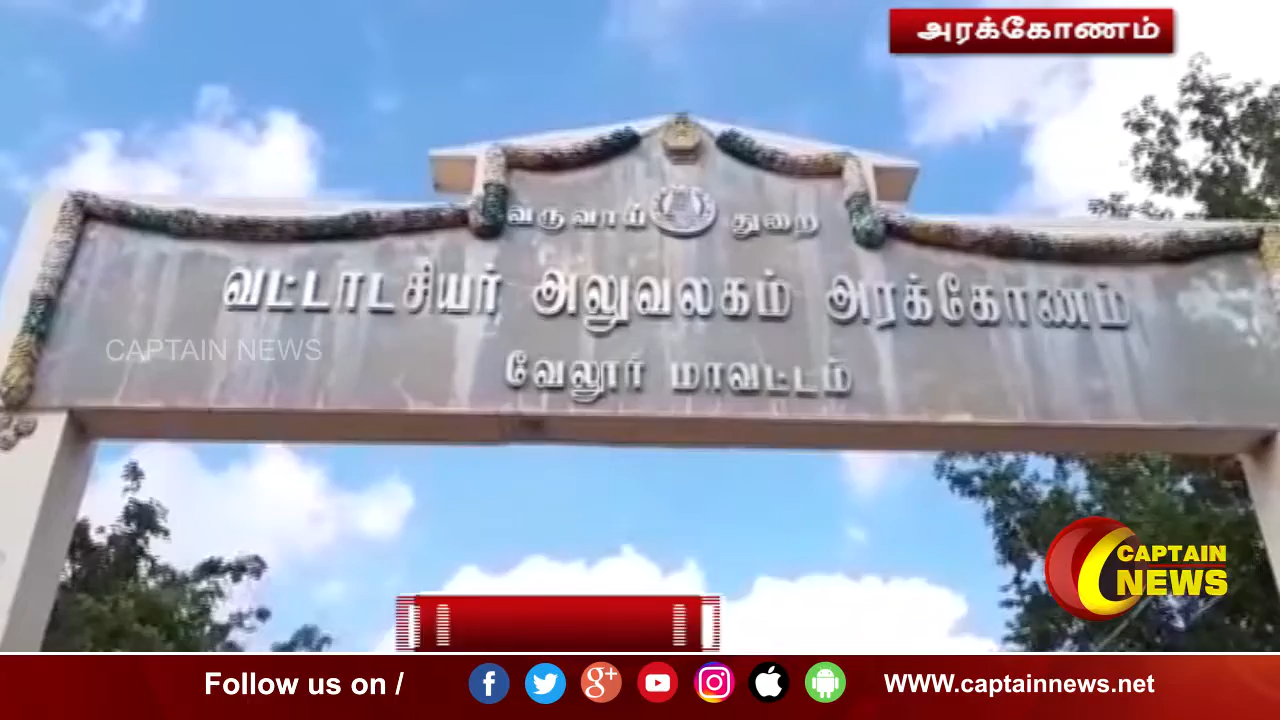 அரக்கோணம்
வருவாய் துறை
வட்டாடசியர் அலுவலகம் அரக்கோணம்
வேலூர் மாவட்டம்
CAPTAIN NEWS
CAPTAIN
NEWS
Follow us on / WWW.captainnews.net